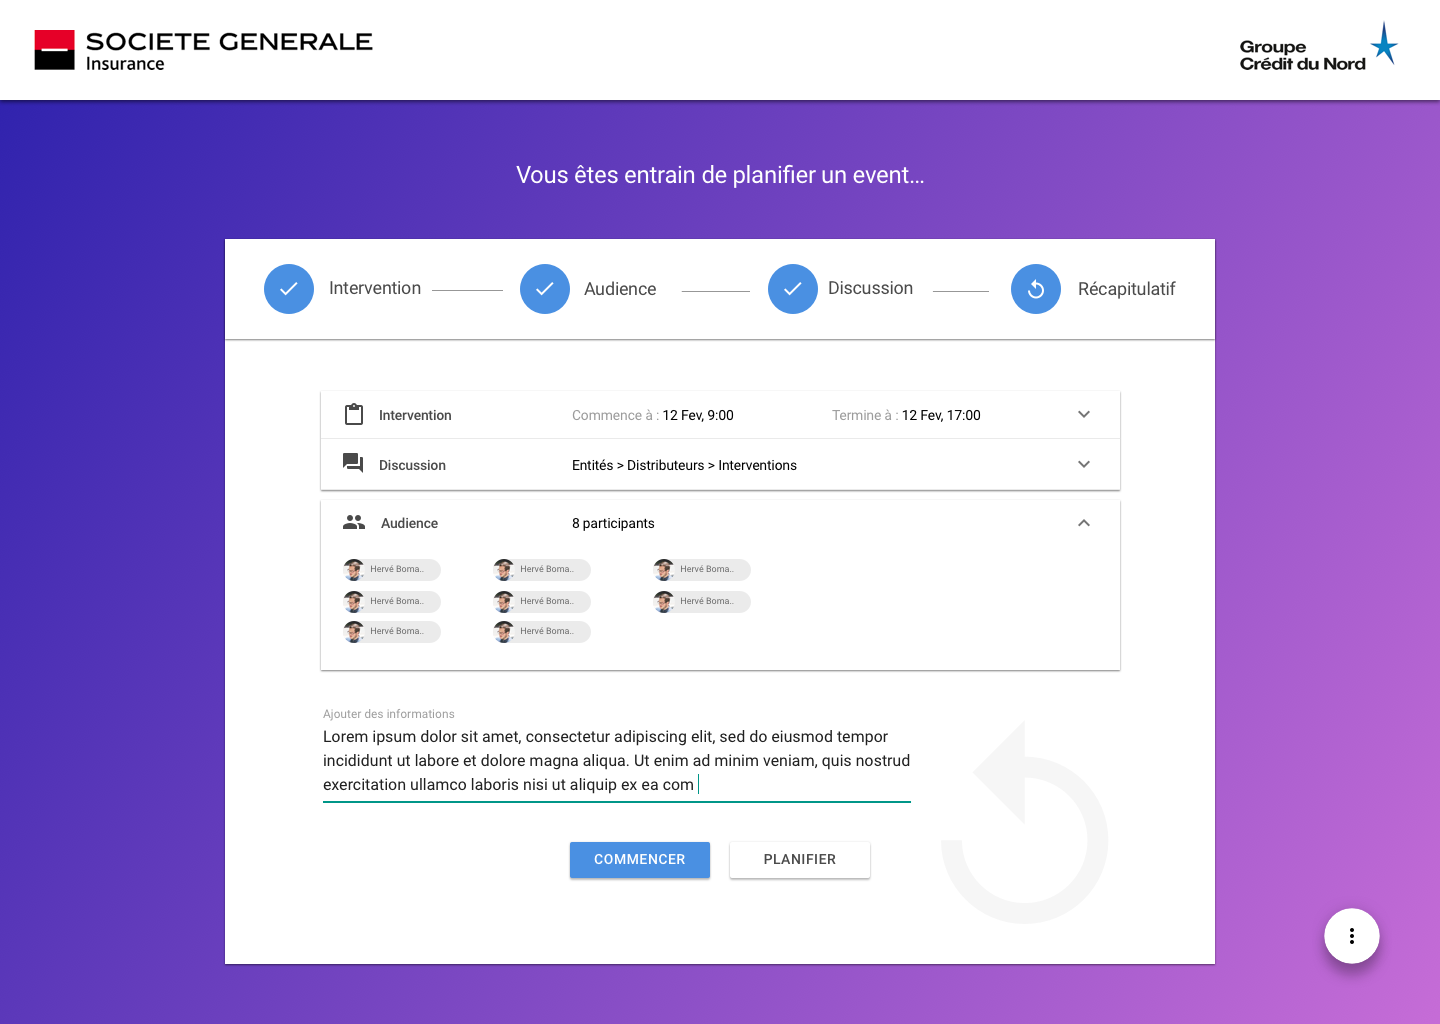 SOCIETE GENERALE
Insurance
Groupe
Crédit du Nord
Vous êtes entrain de planifier un event...
Intervention
Audience
Discussion
Récapitulatif
Intervention Commence à : 12 Fev, 9:00 Termine à : 12 Fev, 17:00
Discussion Entités > Distributeurs > Interventions
Audience 8 participants
Hervé Boma.. Hervé Boma.. Hervé Boma..
Hervé Boma.. Hervé Boma.. Hervé Boma..
Hervé Boma.. Hervé Boma..
Ajouter des informations
Lorem ipsum dolor sit amet, consectetur adipiscing elit, sed do eiusmod tempor
incididunt ut labore et dolore magna aliqua. Ut enim ad minim veniam, quis nostrud
exercitation ullamco laboris nisi ut aliquip ex ea com
COMMENCER PLANIFIER